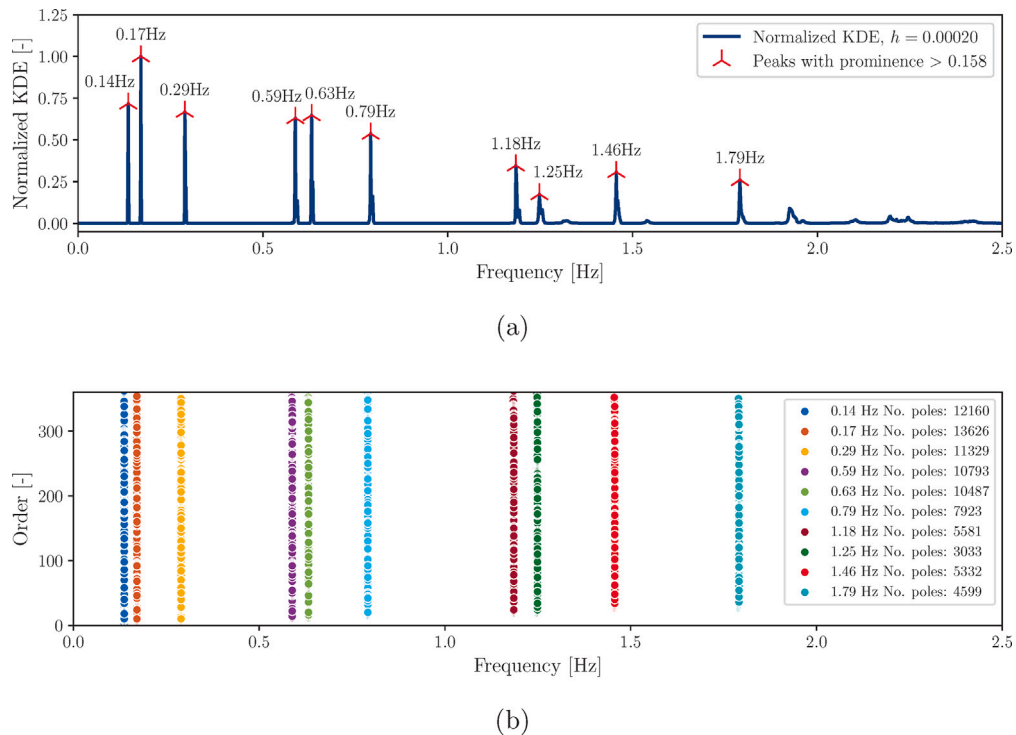 1.25
1.00
0.75
0.50
0.25
0.00
Normalized KDE [-]
0.14Hz
0.17Hz
0.29Hz
0.59Hz
0.63Hz
0.79Hz
1.18Hz
1.25Hz
1.46Hz
1.79Hz
Normalized KDE, h = 0.00020
Peaks with prominence > 0.158
0.0 0.5 1.0 1.5 2.0 2.5
Frequency [Hz]
(a)
300
200
100
0
Order [-]
0.14 Hz No. poles: 12160
0.17 Hz No. poles: 13626
0.29 Hz No. poles: 11329
0.59 Hz No. poles: 10793
0.63 Hz No. poles: 10487
0.79 Hz No. poles: 7923
1.18 Hz No. poles: 5581
1.25 Hz No. poles: 3033
1.46 Hz No. poles: 5332
1.79 Hz No. poles: 4599
0.0 0.5 1.0 1.5 2.0 2.5
Frequency [Hz]
(b)